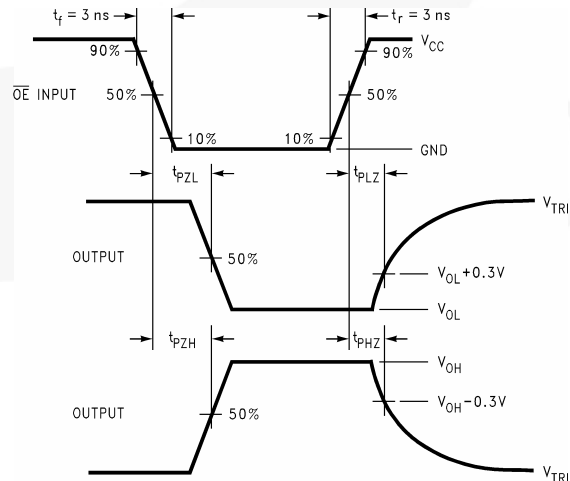 t_f = 3 ns
t_r = 3 ns
V_CC
90%
90%
OE INPUT
50%
50%
10%
10%
GND
t_PZL
t_PLZ
V_TRI
OUTPUT
50%
V_OL+0.3V
V_OL
t_PZH
t_PHZ
V_OH
V_OH−0.3V
OUTPUT
50%
V_TRI